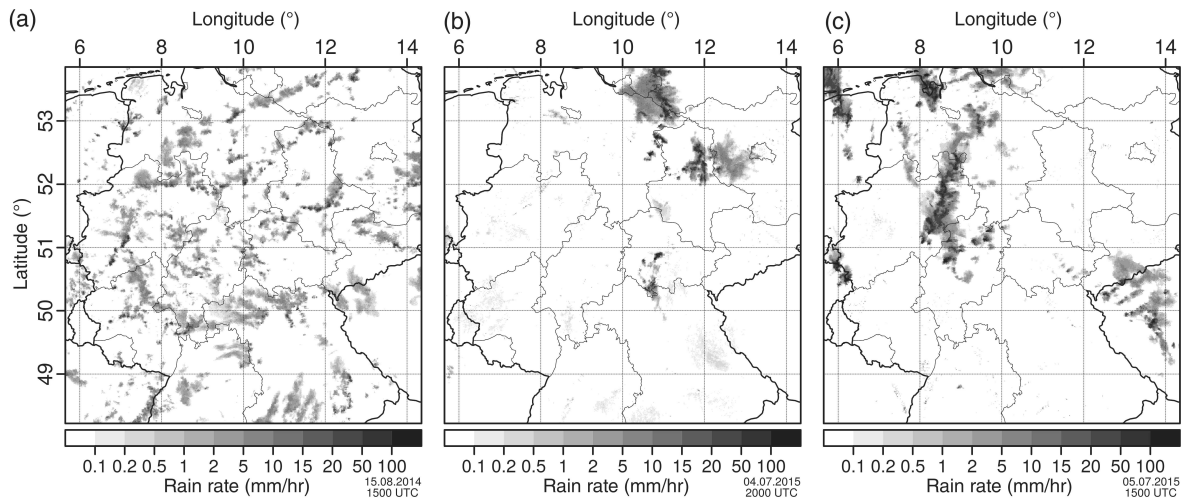 (a) Longitude (°) (b) Longitude (°) (c) Longitude (°)
6 8 10 12 14 6 8 10 12 14 6 8 10 12 14
53
52
51
50
49
Latitude (°)
0.1 0.2 0.5 1 2 5 10 15 20 50 100 0.1 0.2 0.5 1 2 5 10 15 20 50 100 0.1 0.2 0.5 1 2 5 10 15 20 50 100
Rain rate (mm/hr) 15.08.2014 Rain rate (mm/hr) 04.07.2015 Rain rate (mm/hr) 05.07.2015
1500 UTC 2000 UTC 1500 UTC